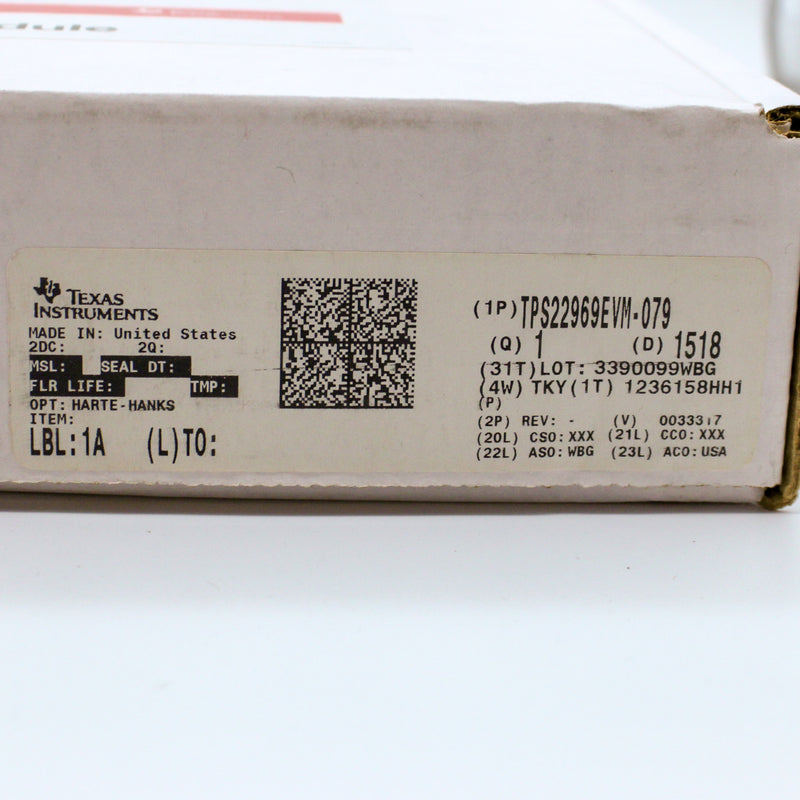 TEXAS
INSTRUMENTS
MADE IN: United States
2DC: 2Q:
MSL: SEAL DT:
FLR LIFE: TMP:
OPT: HARTE-HANKS
ITEM:
LBL:1A (L)TO:
(1P)TPS22969EVM-079
(Q) 1 (D) 1518
(31T)LOT: 3390099WBG
(4W) TKY(1T) 1236158HH1
(P)
(2P) REV: - (V)
(20L) CSO:XXX (21L) CCO:XXX
(22L) ASO:WBG (23L) ACO:USA